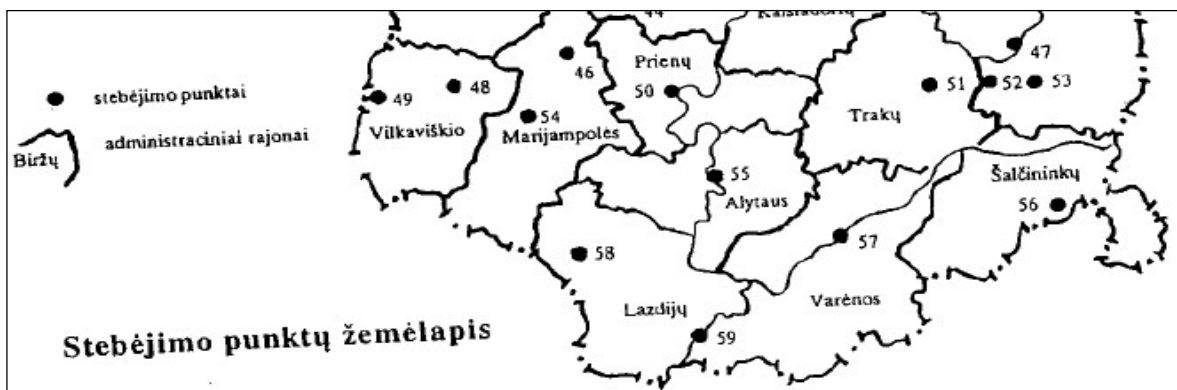 47
46
Prienų
48
50
51
52
53
stebėjimo punktai
49
54
Trakų
Vilkaviškio
Marijampolės
administraciniai rajonai
Biržų
55
Šalčininkų
Alytaus
56
57
58
Lazdijų
Varėnos
59
Stebėjimo punktų žemėlapis